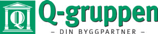 Q
Q-gruppen
- DIN BYGGPARTNER -